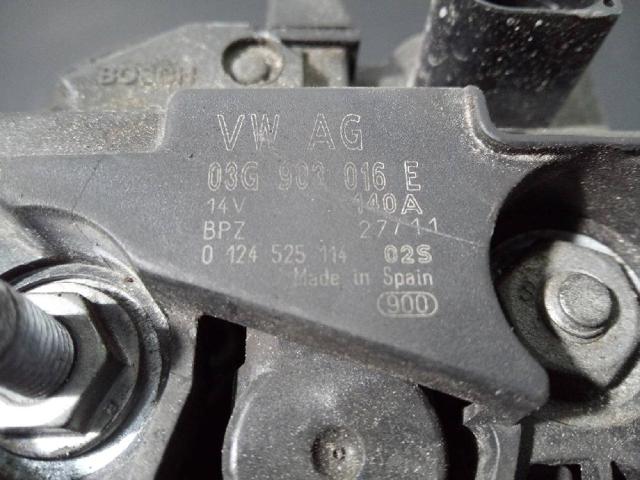 BOSCH
VW AG
03G 903 016 E
14V 140A
BPZ 27/11
0 124 525 114 02S
Made in Spain
900